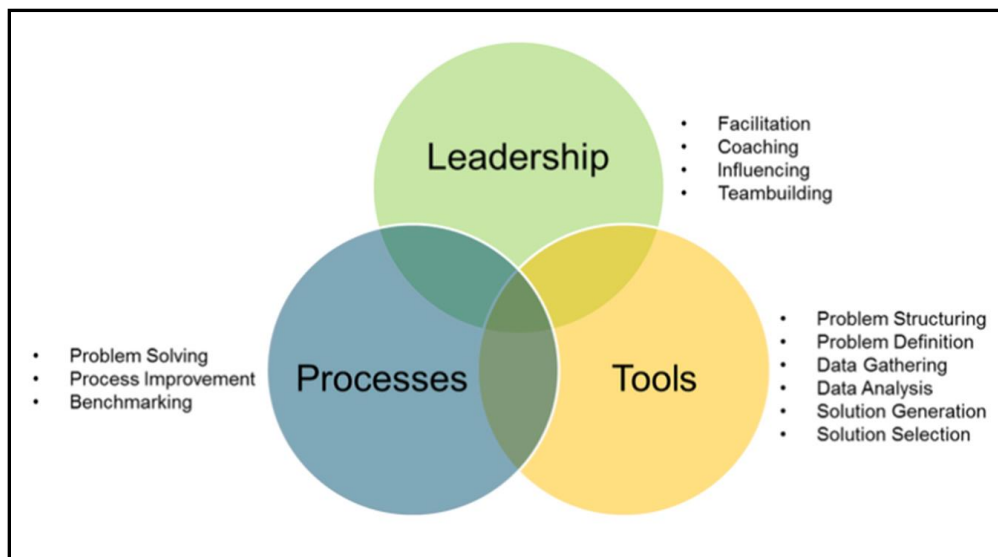 Leadership
• Facilitation
• Coaching
• Influencing
• Teambuilding
Processes
• Problem Solving
• Process Improvement
• Benchmarking
Tools
• Problem Structuring
• Problem Definition
• Data Gathering
• Data Analysis
• Solution Generation
• Solution Selection